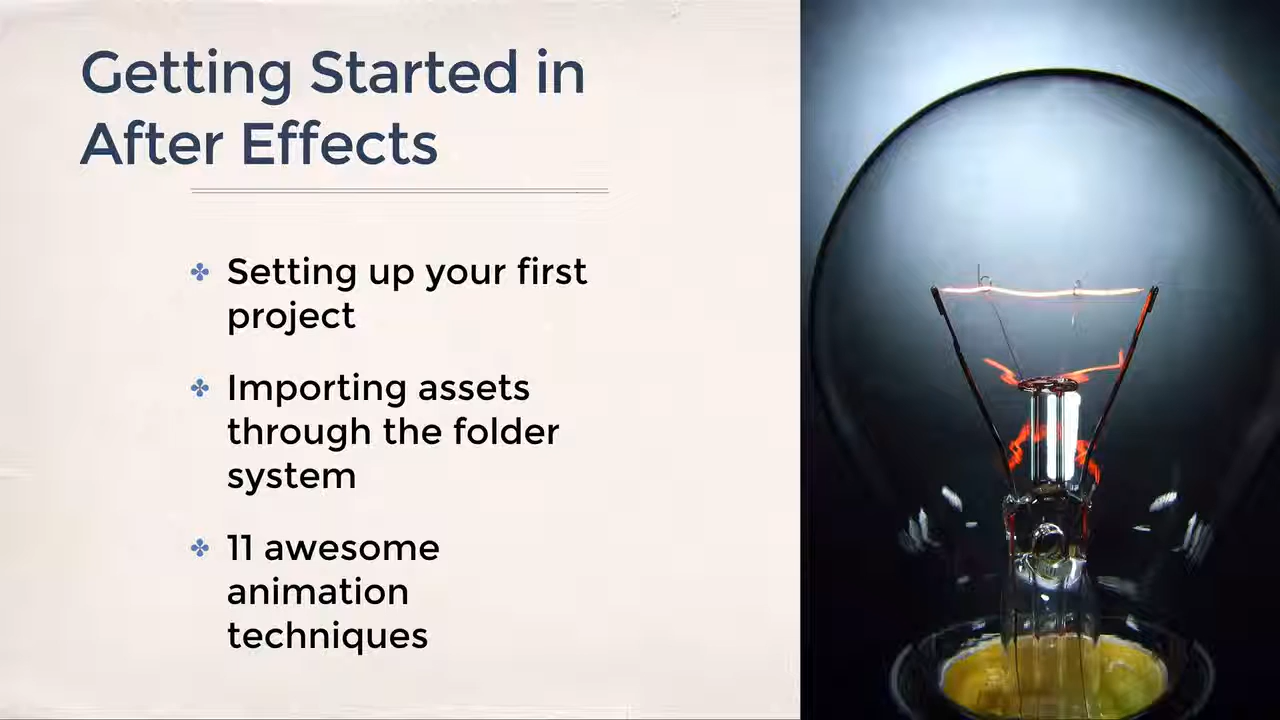 Getting Started in
After Effects
Setting up your first
project
Importing assets
through the folder
system
11 awesome
animation
techniques